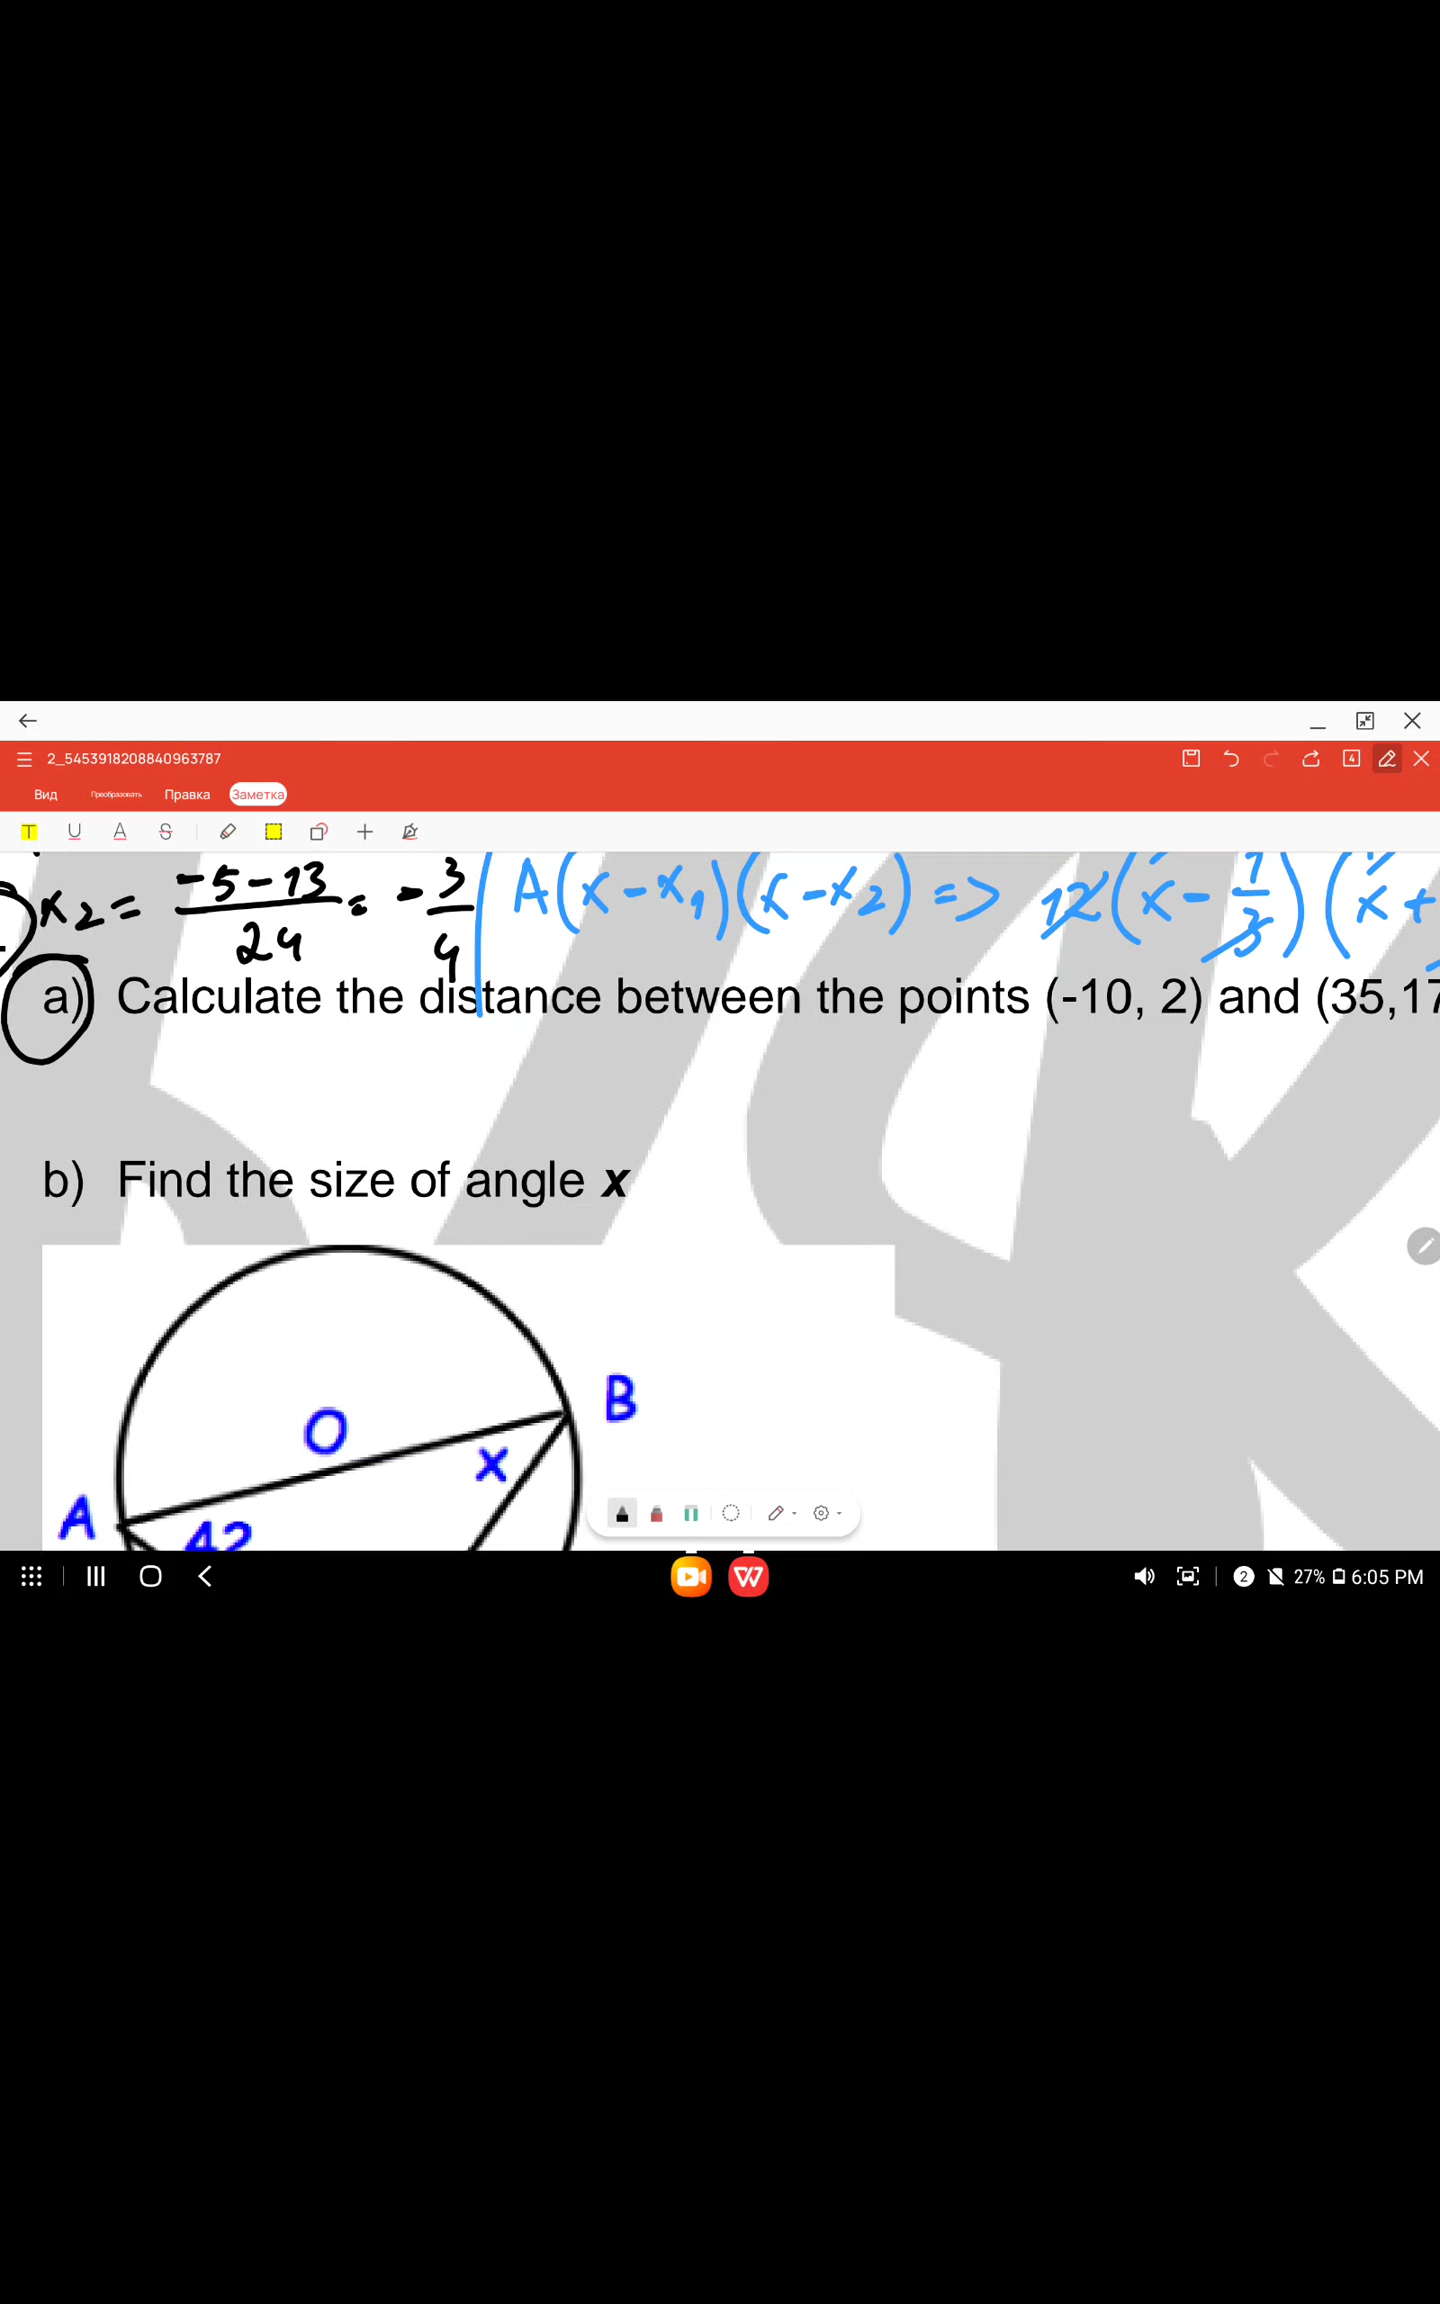 2_5453918208840963787
4
Вид Преобразовать Правка Заметка
T U A S
x2 = -5-13/24 = -3/4 A(x-x1)(x-x2) => 12(x-1/3)(x+
a) Calculate the distance between the points (-10, 2) and (35,17
b) Find the size of angle x
B
O
x
A
42
2 27% 6:05 PM